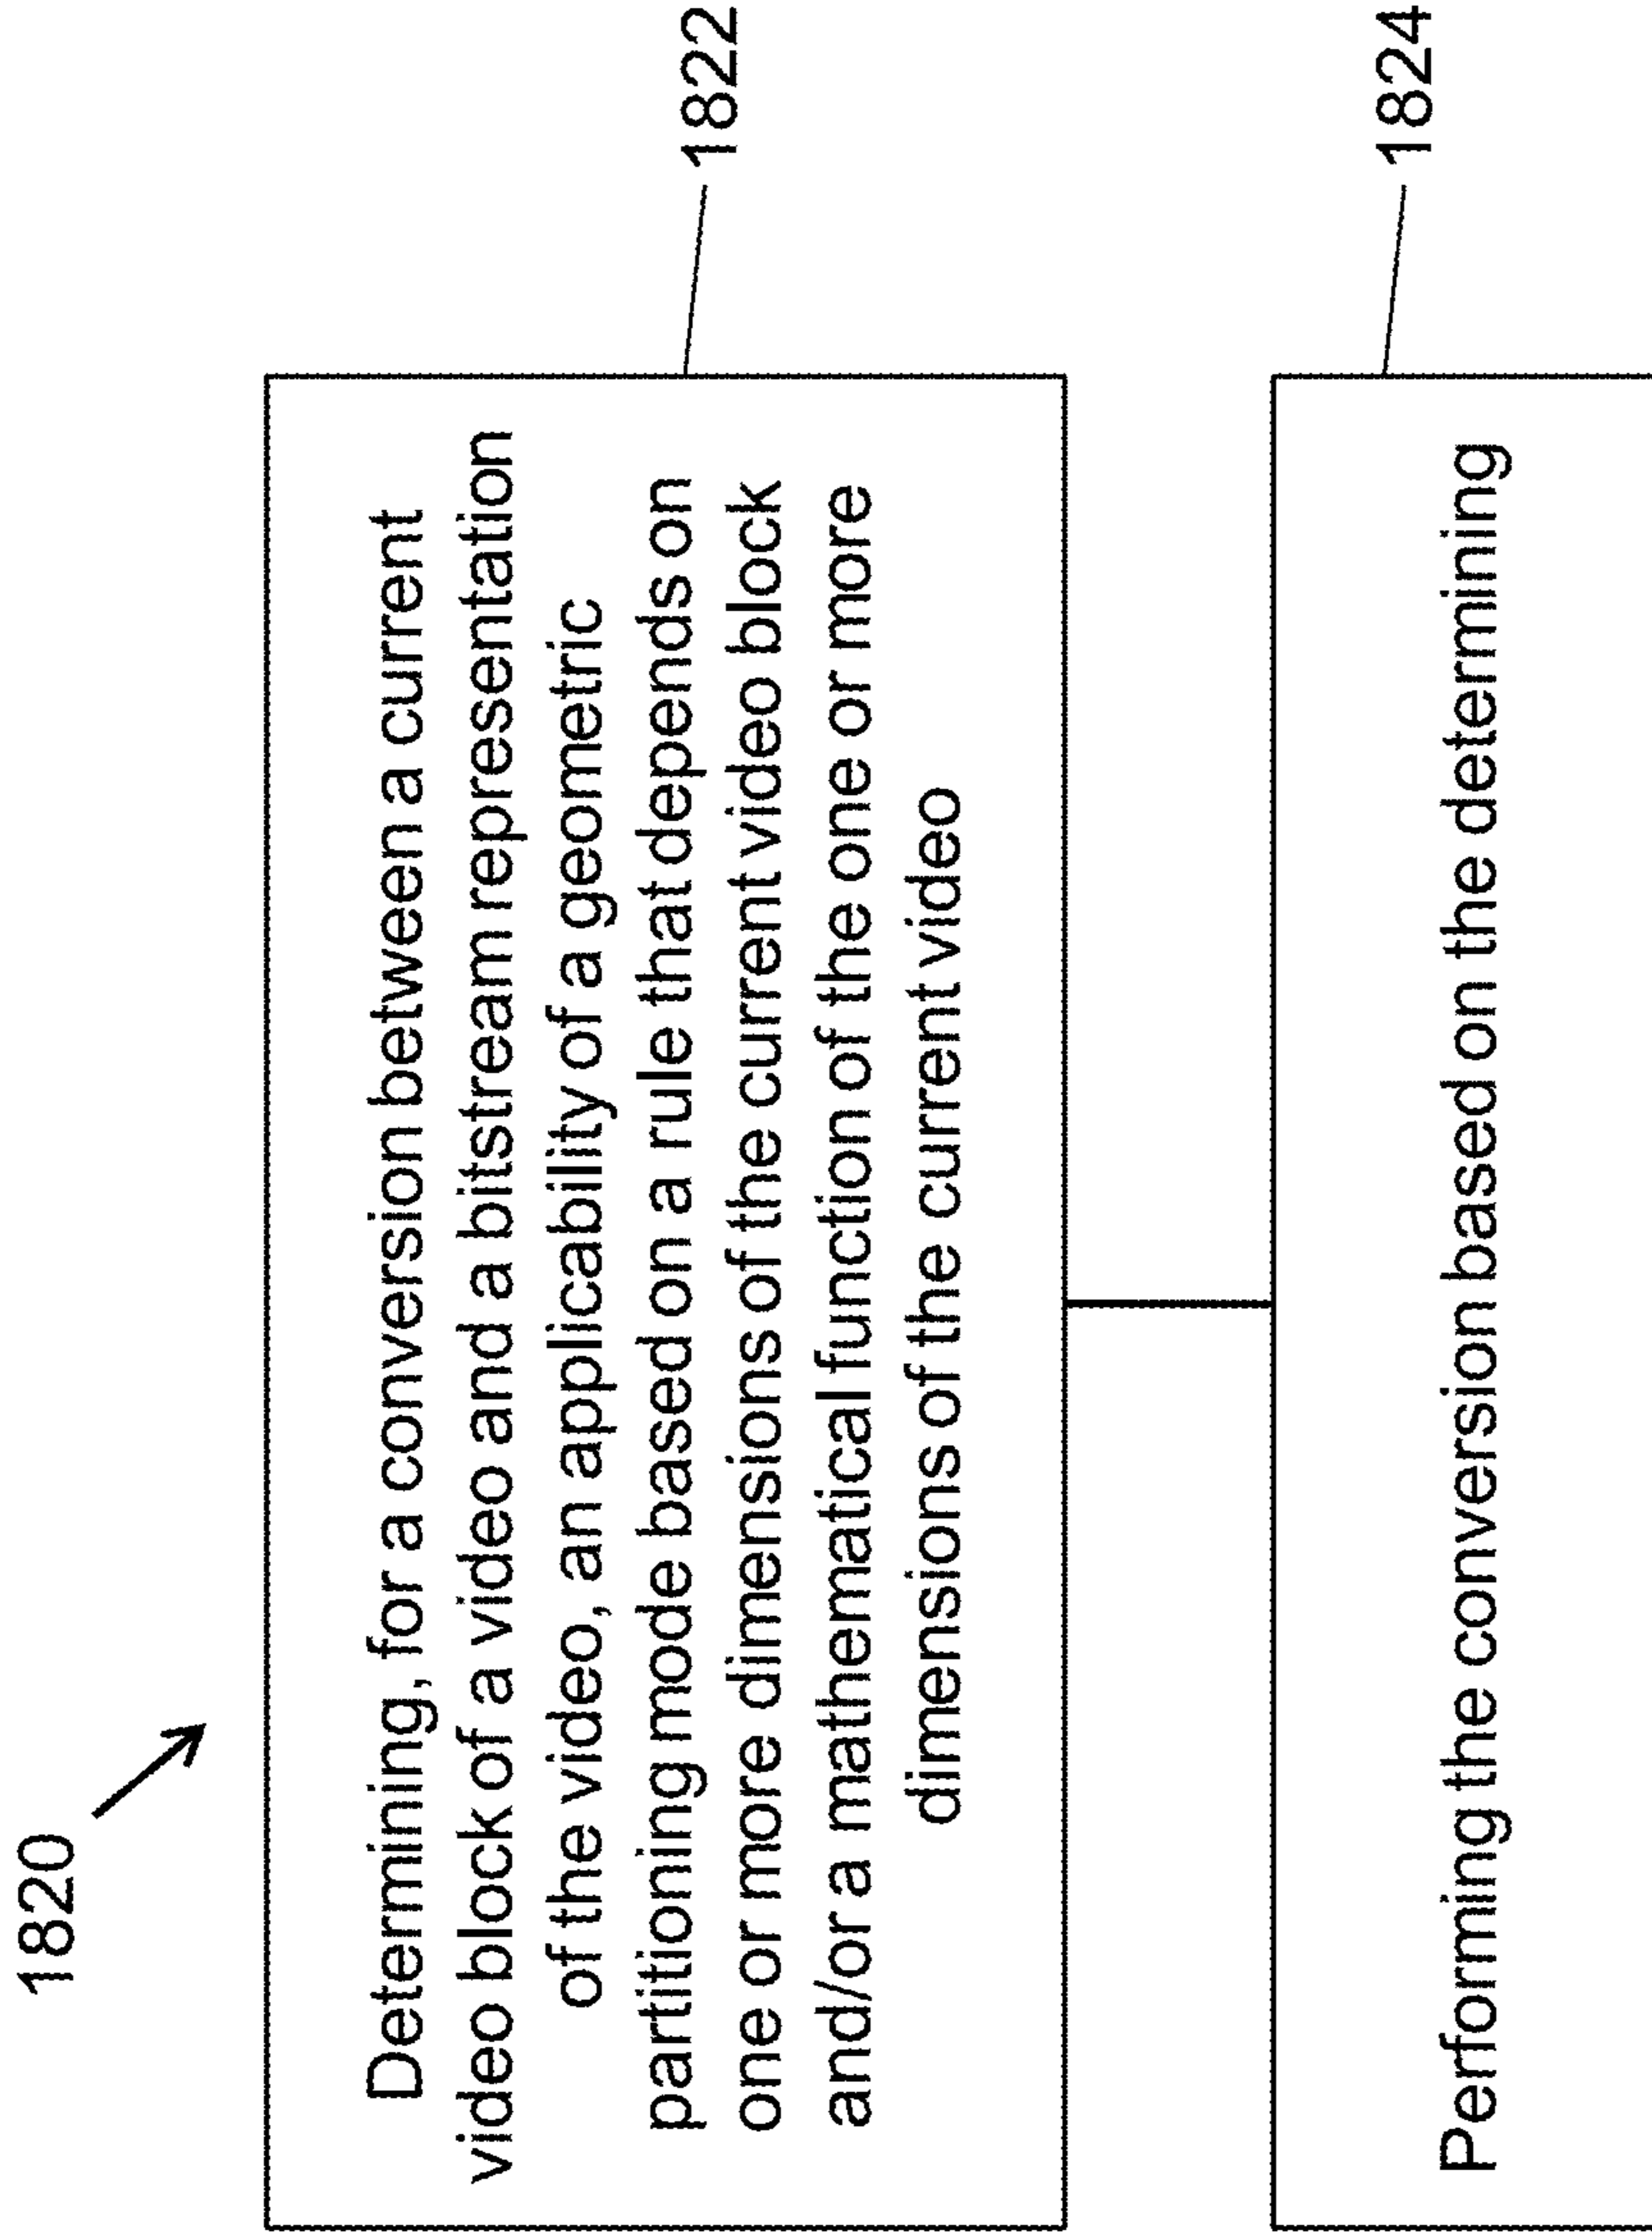 1820
Determining, for a conversion between a current
video block of a video and a bitstream representation
of the video, an applicability of a geometric
partitioning mode based on a rule that depends on
one or more dimensions of the current video block
and/or a mathematical function of the one or more
dimensions of the current video
1822
Performing the conversion based on the determining
1824